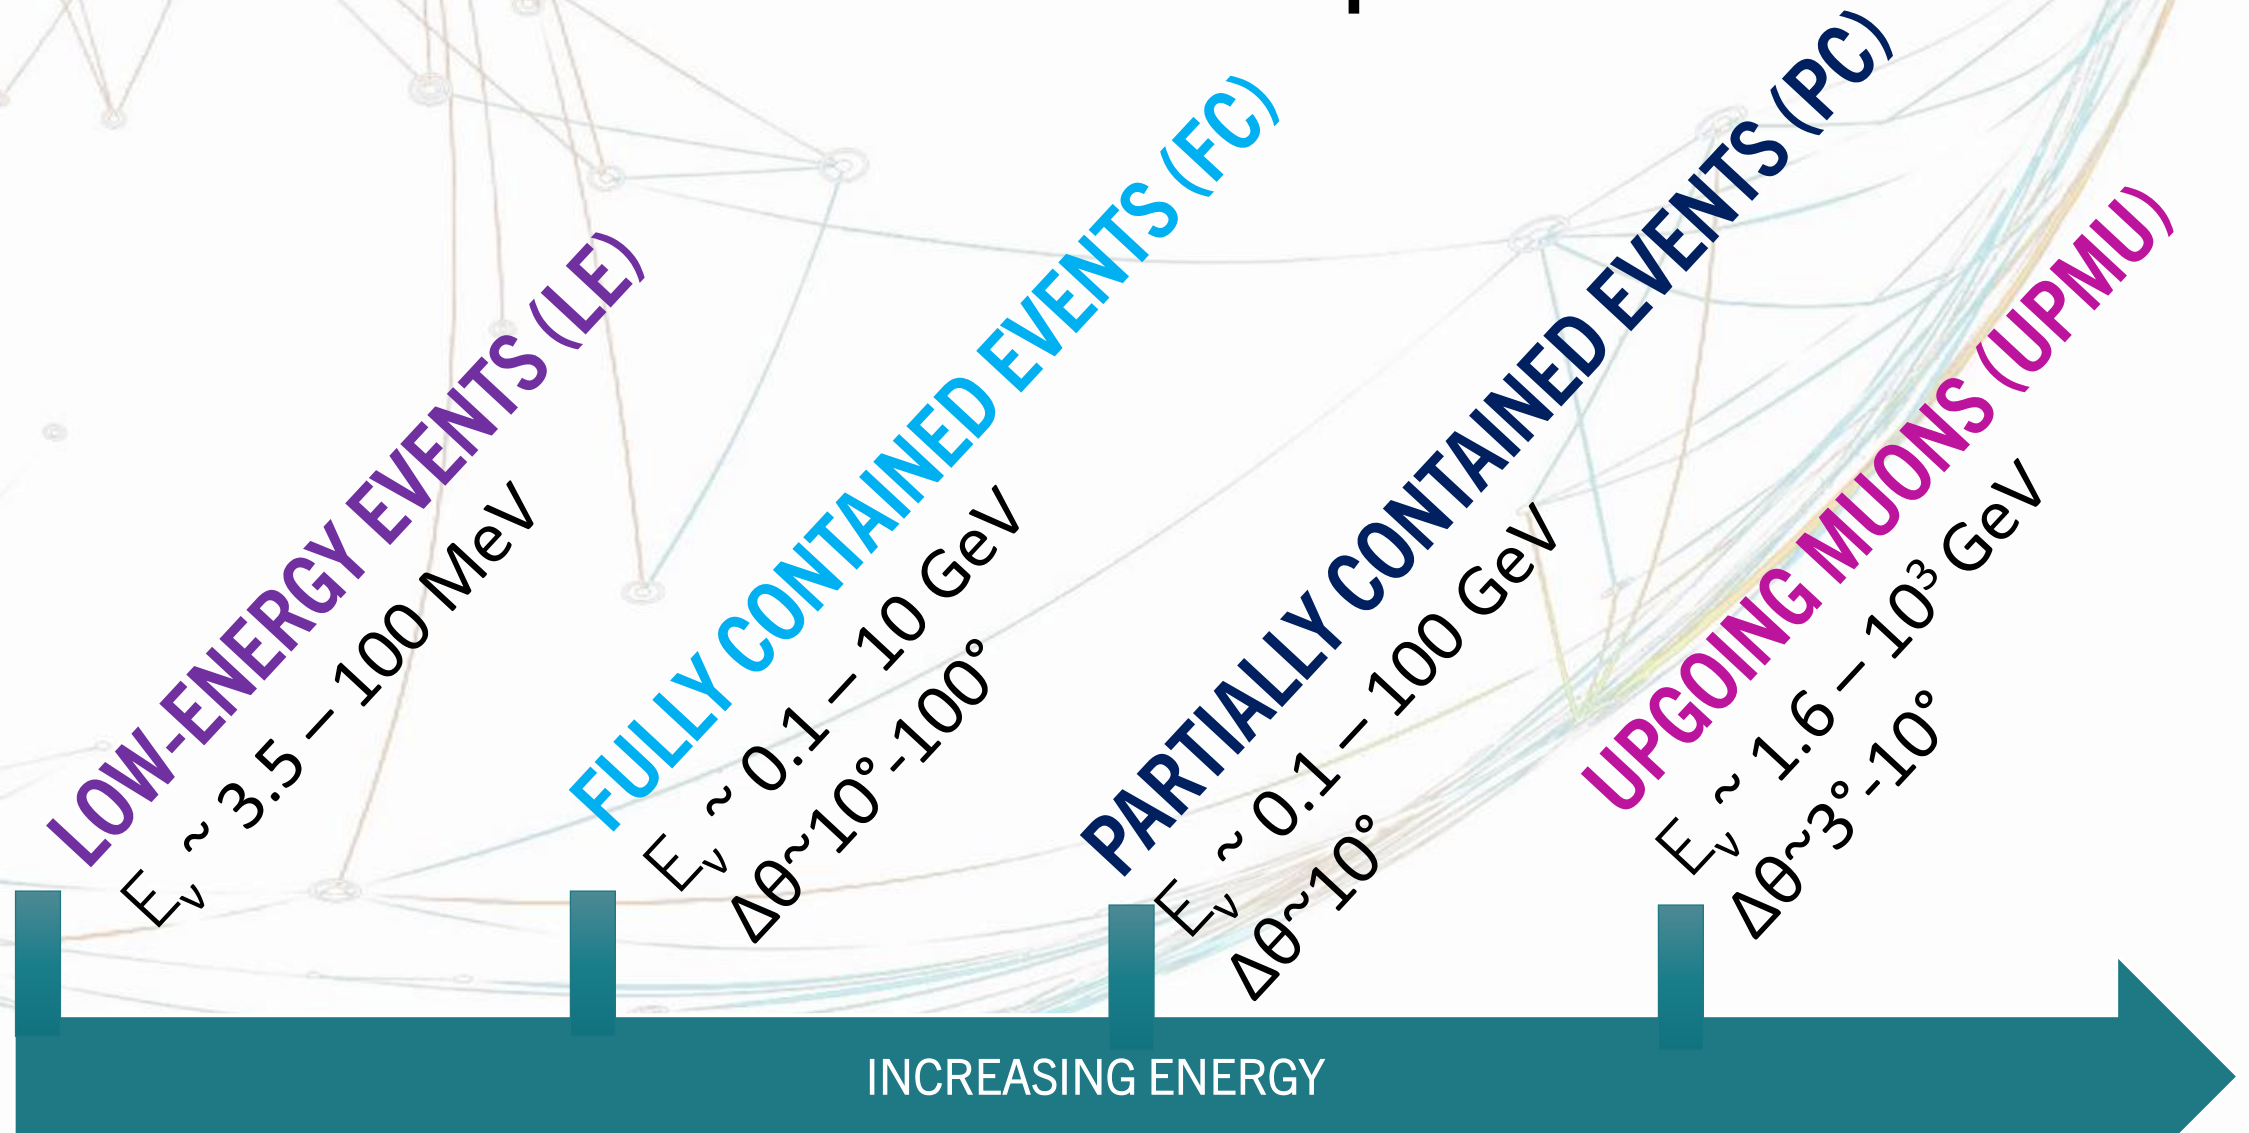 LOW-ENERGY EVENTS (LE)
Eν ~ 3.5 – 100 MeV
FULLY CONTAINED EVENTS (FC)
Eν ~ 0.1 – 10 GeV
Δθ~10°-100°
PARTIALLY CONTAINED EVENTS (PC)
Eν ~ 0.1 – 100 GeV
Δθ~10°
UPGOING MUONS (UPMU)
Eν ~ 1.6 – 10³ GeV
Δθ~3°-10°
INCREASING ENERGY